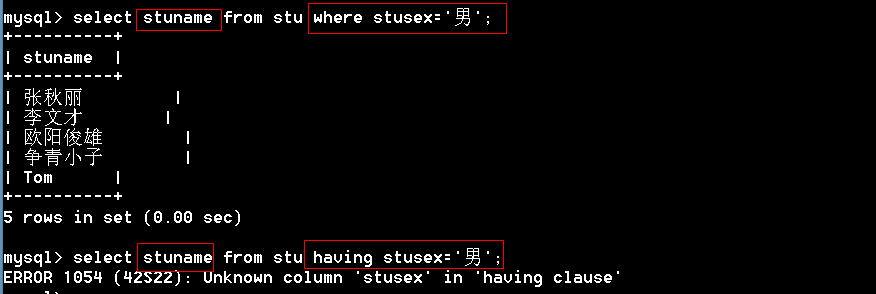 mysql> select stuname from stu where stusex='男';
+----------+
| stuname  |
+----------+
| 张秋丽         |
| 李文才        |
| 欧阳俊雄        |
| 争青小子        |
| Tom      |
+----------+
5 rows in set (0.00 sec)
mysql> select stuname from stu having stusex='男';
ERROR 1054 (42S22): Unknown column 'stusex' in 'having clause'